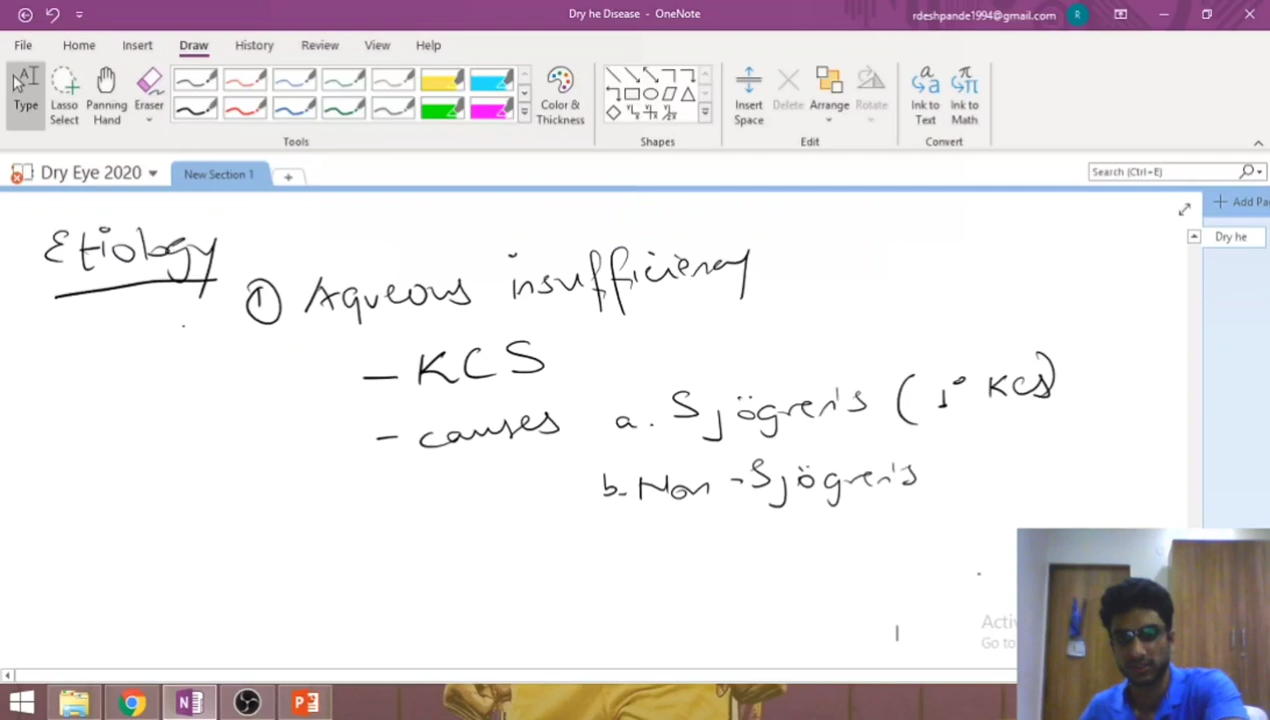 Dry he Disease - OneNote
rdeshpande1994@gmail.com
R
File Home Insert Draw History Review View Help
Type
Lasso Select
Panning Hand
Eraser
Color & Thickness
Insert Space
Delete
Arrange
Rotate
Ink to Text
Ink to Math
Tools
Shapes
Edit
Convert
Dry Eye 2020
New Section 1
Search (Ctrl+E)
Add Pa
Dry he
Etiology
① Aqueous insufficiency
- KCS
- causes a. Sjögren's (1° KCS)
b. Non-Sjögren's
Activ
Go to